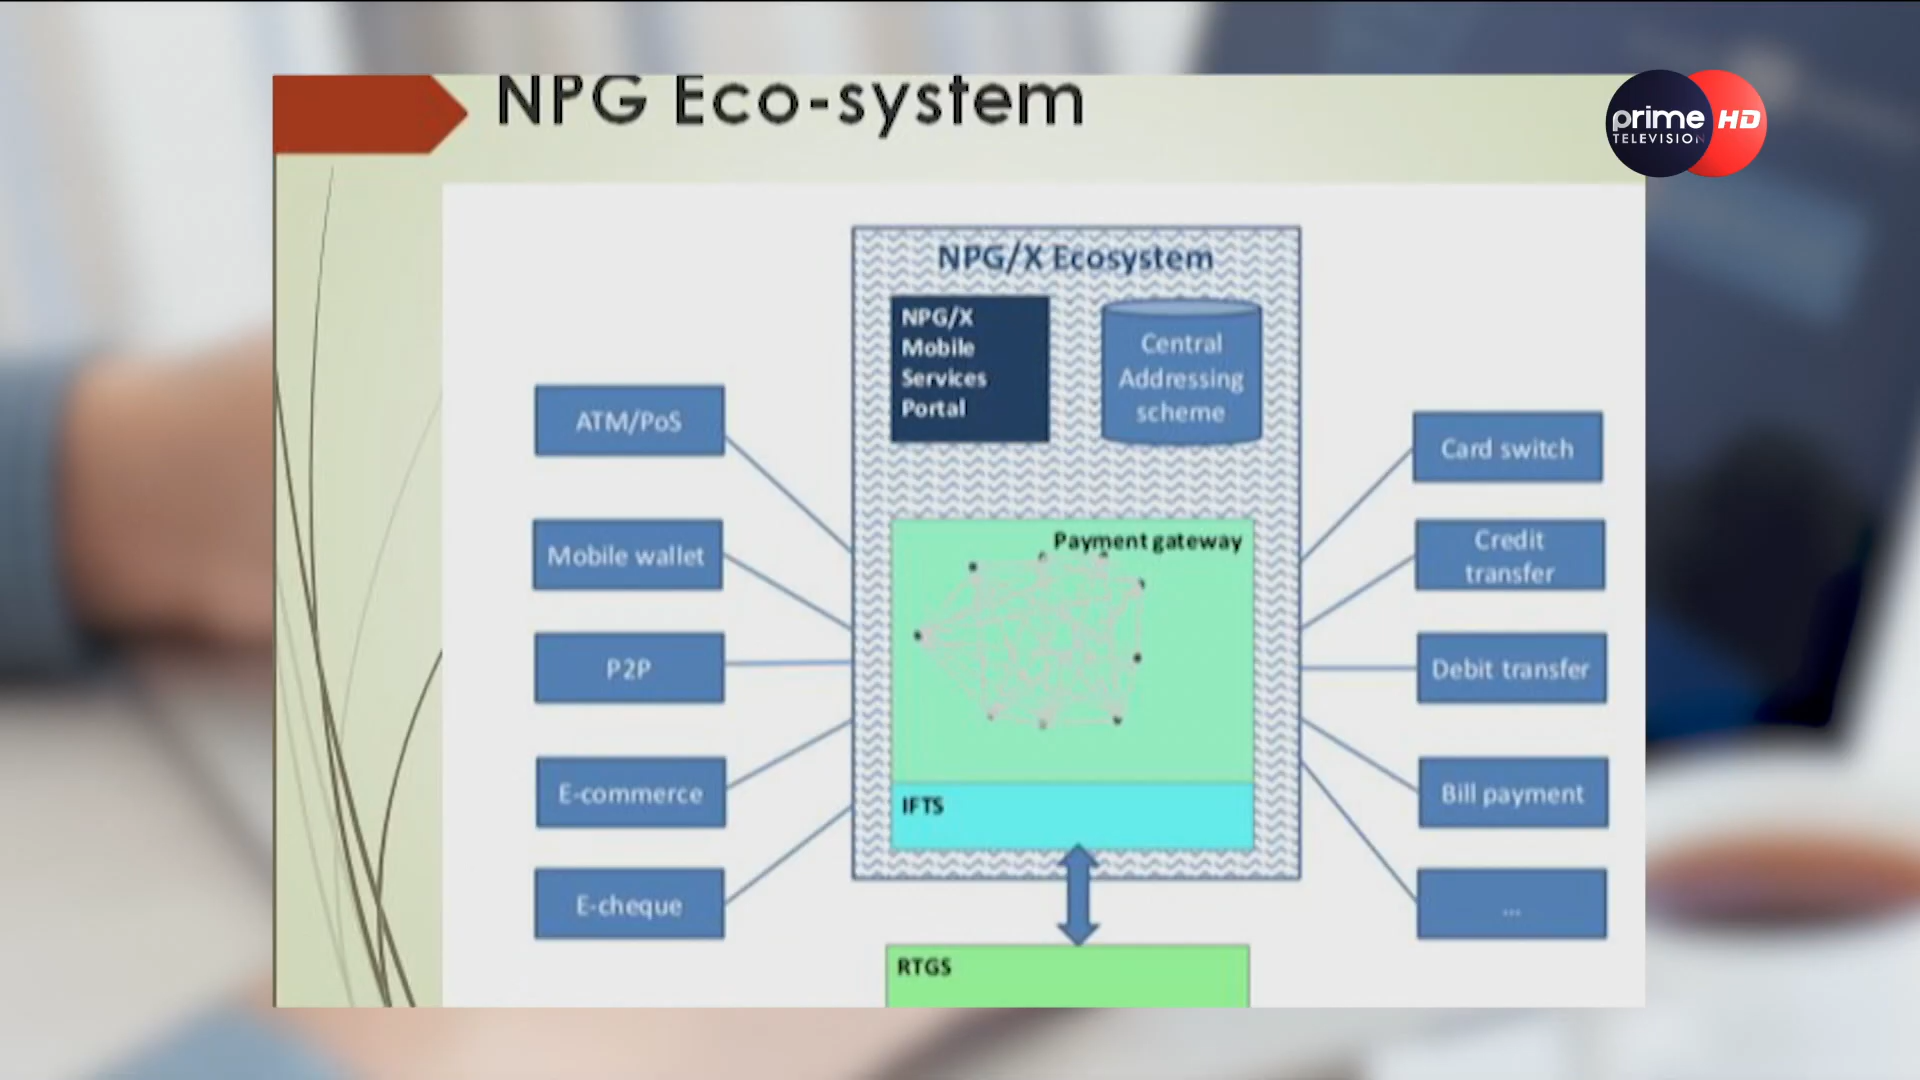 NPG Eco-system
prime HD
TELEVISION
NPG/X Ecosystem
NPG/X
Mobile
Services
Portal
Central
Addressing
scheme
ATM/PoS
Mobile wallet
P2P
E-commerce
E-cheque
Payment gateway
IFTS
RTGS
Card switch
Credit
transfer
Debit transfer
Bill payment
...